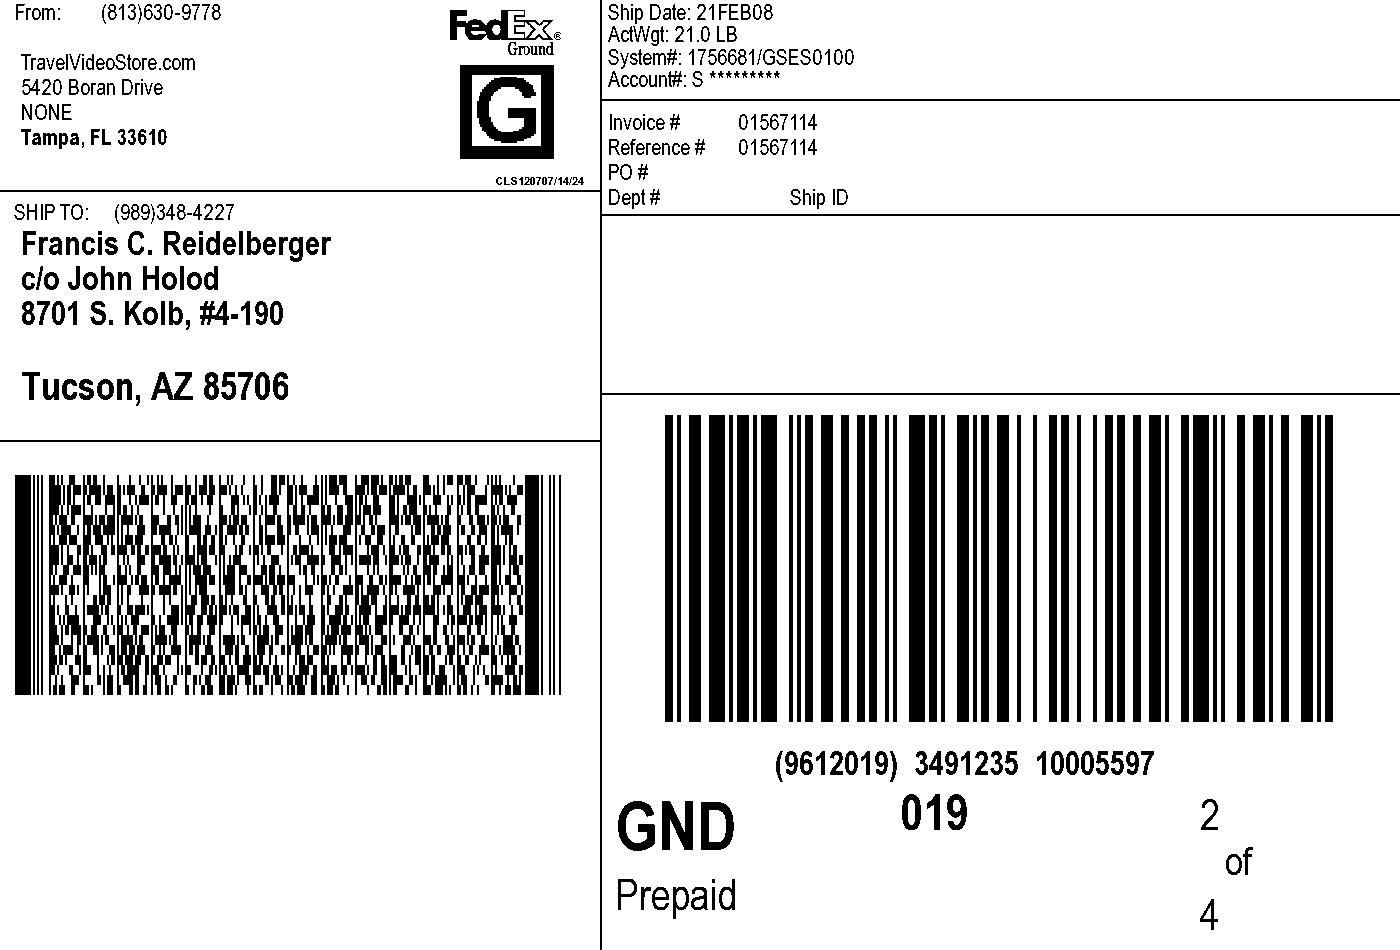 From: (813)630-9778
TravelVideoStore.com
5420 Boran Drive
NONE
Tampa, FL 33610
FedEx®
Ground
G
CLS120707/14/24
Ship Date: 21FEB08
ActWgt: 21.0 LB
System#: 1756681/GSES0100
Account#: S *********
Invoice # 01567114
Reference # 01567114
PO #
Dept # Ship ID
SHIP TO: (989)348-4227
Francis C. Reidelberger
c/o John Holod
8701 S. Kolb, #4-190
Tucson, AZ 85706
(9612019) 3491235 10005597
GND 019 2
of
Prepaid 4